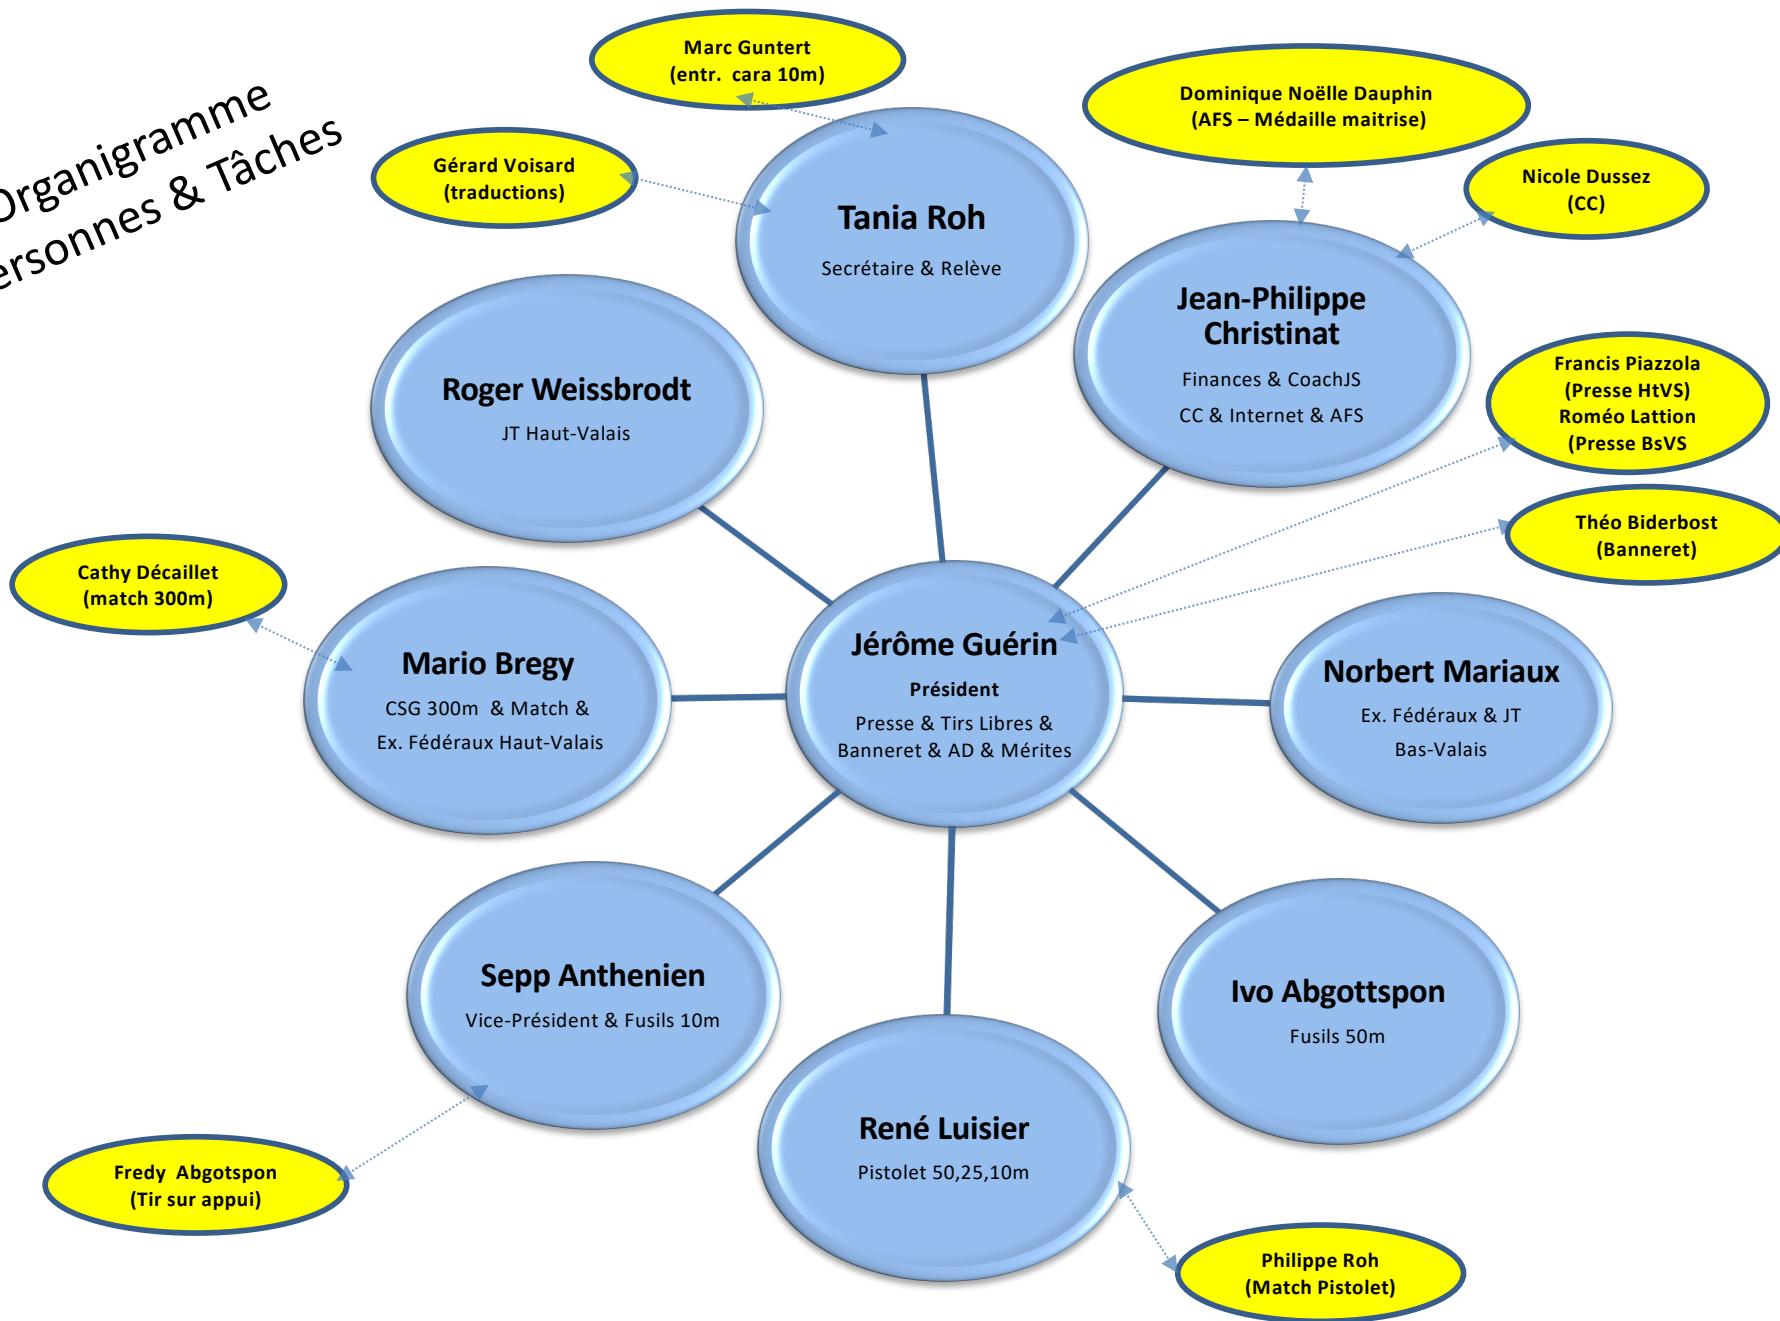 Organigramme
ersonnes & Tâches
Marc Guntert
(entr. cara 10m)
Dominique Noëlle Dauphin
(AFS – Médaille maitrise)
Gérard Voisard
(traductions)
Nicole Dussez
(CC)
Tania Roh
Secrétaire & Relève
Jean-Philippe
Christinat
Finances & CoachJS
CC & Internet & AFS
Roger Weissbrodt
JT Haut-Valais
Francis Piazzola
(Presse HtVS)
Roméo Lattion
(Presse BsVS
Théo Biderbost
(Banneret)
Cathy Décaillet
(match 300m)
Mario Bregy
CSG 300m & Match &
Ex. Fédéraux Haut-Valais
Jérôme Guérin
Président
Presse & Tirs Libres &
Banneret & AD & Mérites
Norbert Mariaux
Ex. Fédéraux & JT
Bas-Valais
Sepp Anthenien
Vice-Président & Fusils 10m
Ivo Abgottspon
Fusils 50m
René Luisier
Pistolet 50,25,10m
Fredy Abgotspon
(Tir sur appui)
Philippe Roh
(Match Pistolet)